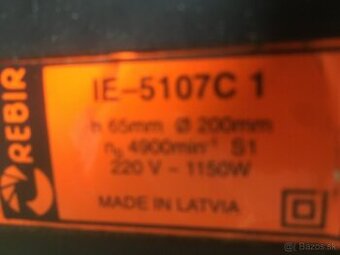 REBIR
IE-5107C 1
h 65mm Ø 200mm
n₀ 4900min⁻¹ S1
220 V ~ 1150W
MADE IN LATVIA
Bazos.sk